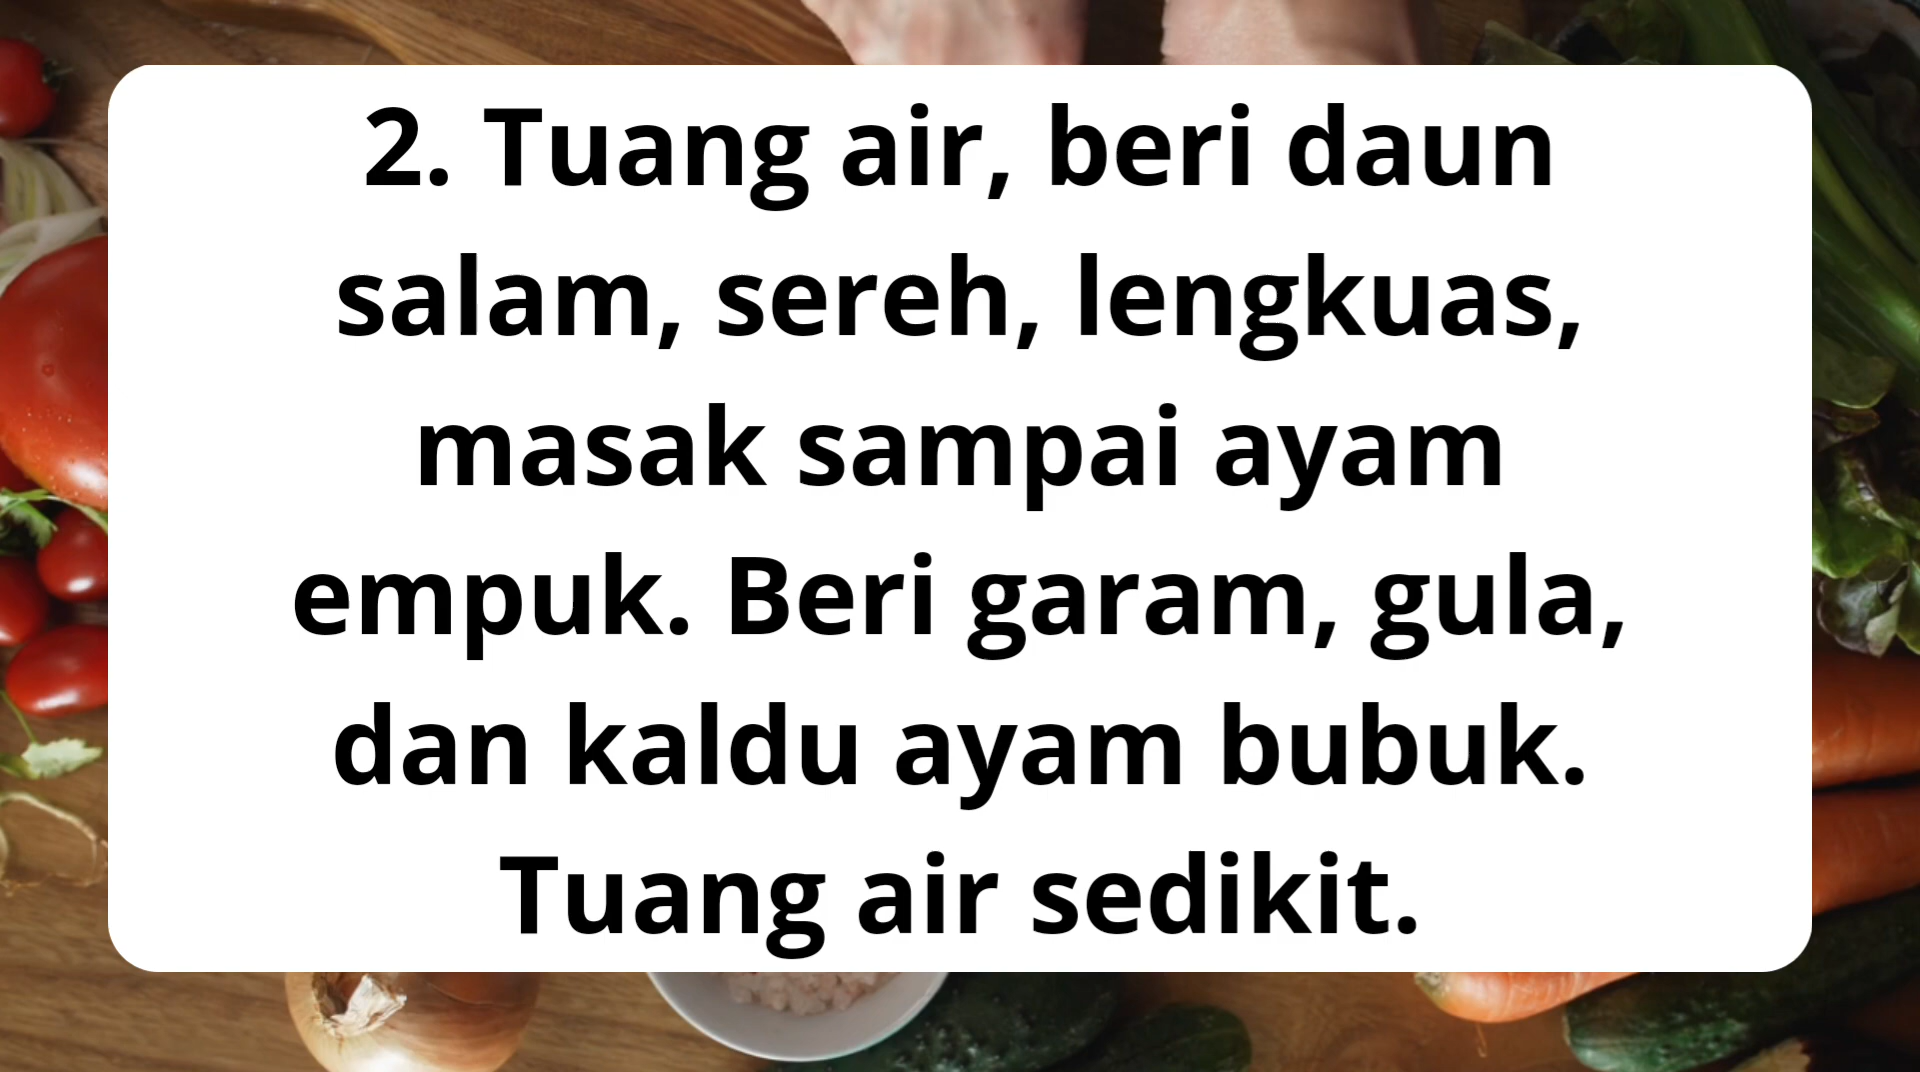 2. Tuang air, beri daun
salam, sereh, lengkuas,
masak sampai ayam
empuk. Beri garam, gula,
dan kaldu ayam bubuk.
Tuang air sedikit.